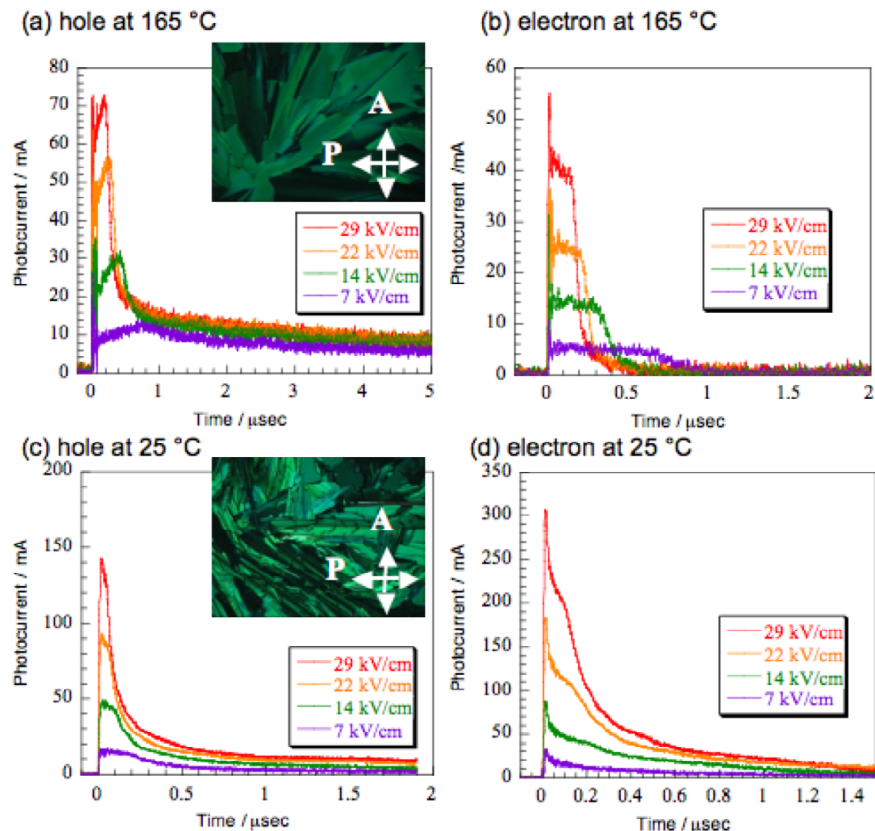 (a) hole at 165 °C
80
70
60
50
40
30
20
10
0
Photocurrent / mA
A
P
29 kV/cm
22 kV/cm
14 kV/cm
7 kV/cm
0 1 2 3 4 5
Time / μsec
(b) electron at 165 °C
60
50
40
30
20
10
0
Photocurrent /mA
29 kV/cm
22 kV/cm
14 kV/cm
7 kV/cm
0 0.5 1 1.5 2
Time / μsec
(c) hole at 25 °C
200
150
100
50
0
Photocurrent / mA
A
P
29 kV/cm
22 kV/cm
14 kV/cm
7 kV/cm
0 0.5 1 1.5 2
Time / μsec
(d) electron at 25 °C
350
300
250
200
150
100
50
0
Photocurrent / mA
29 kV/cm
22 kV/cm
14 kV/cm
7 kV/cm
0 0.2 0.4 0.6 0.8 1 1.2 1.4
Time / μsec